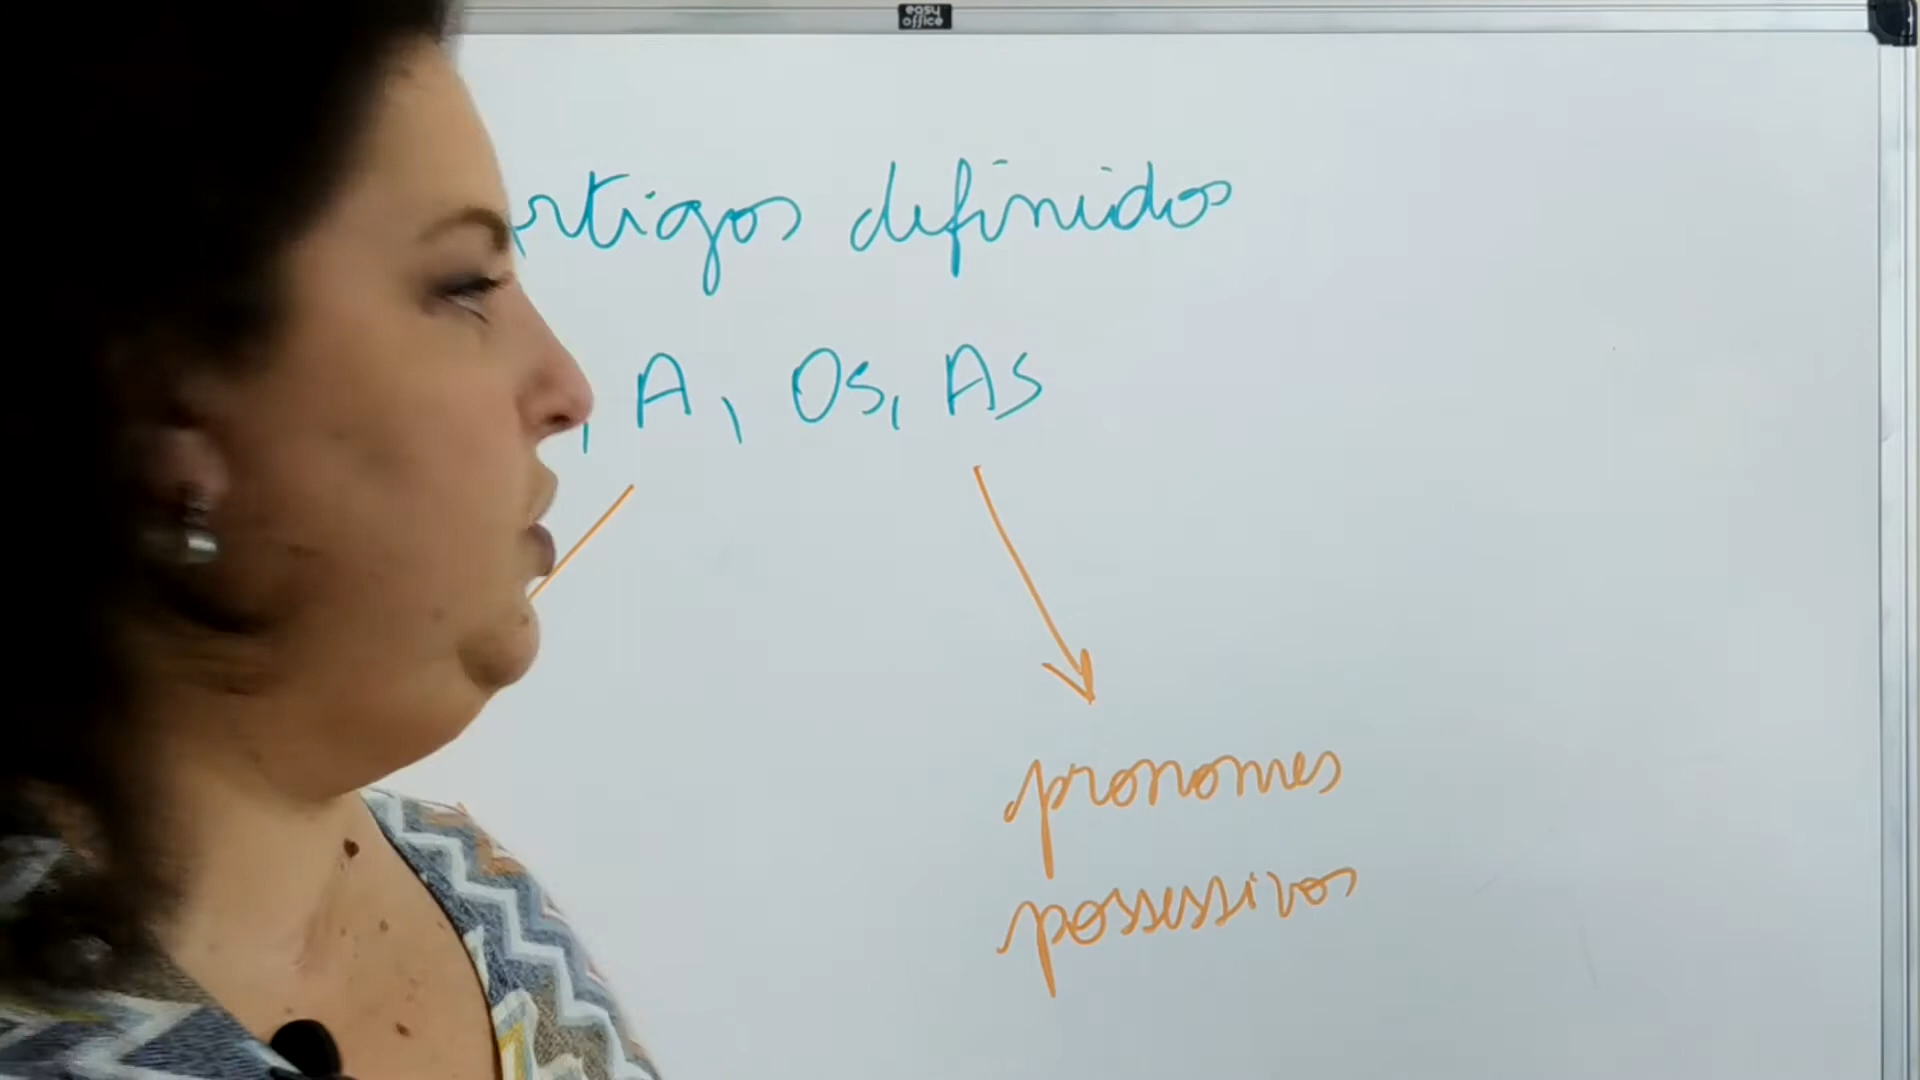 easy office
rtigos definidos
, A, Os, As
pronomes
possessivos